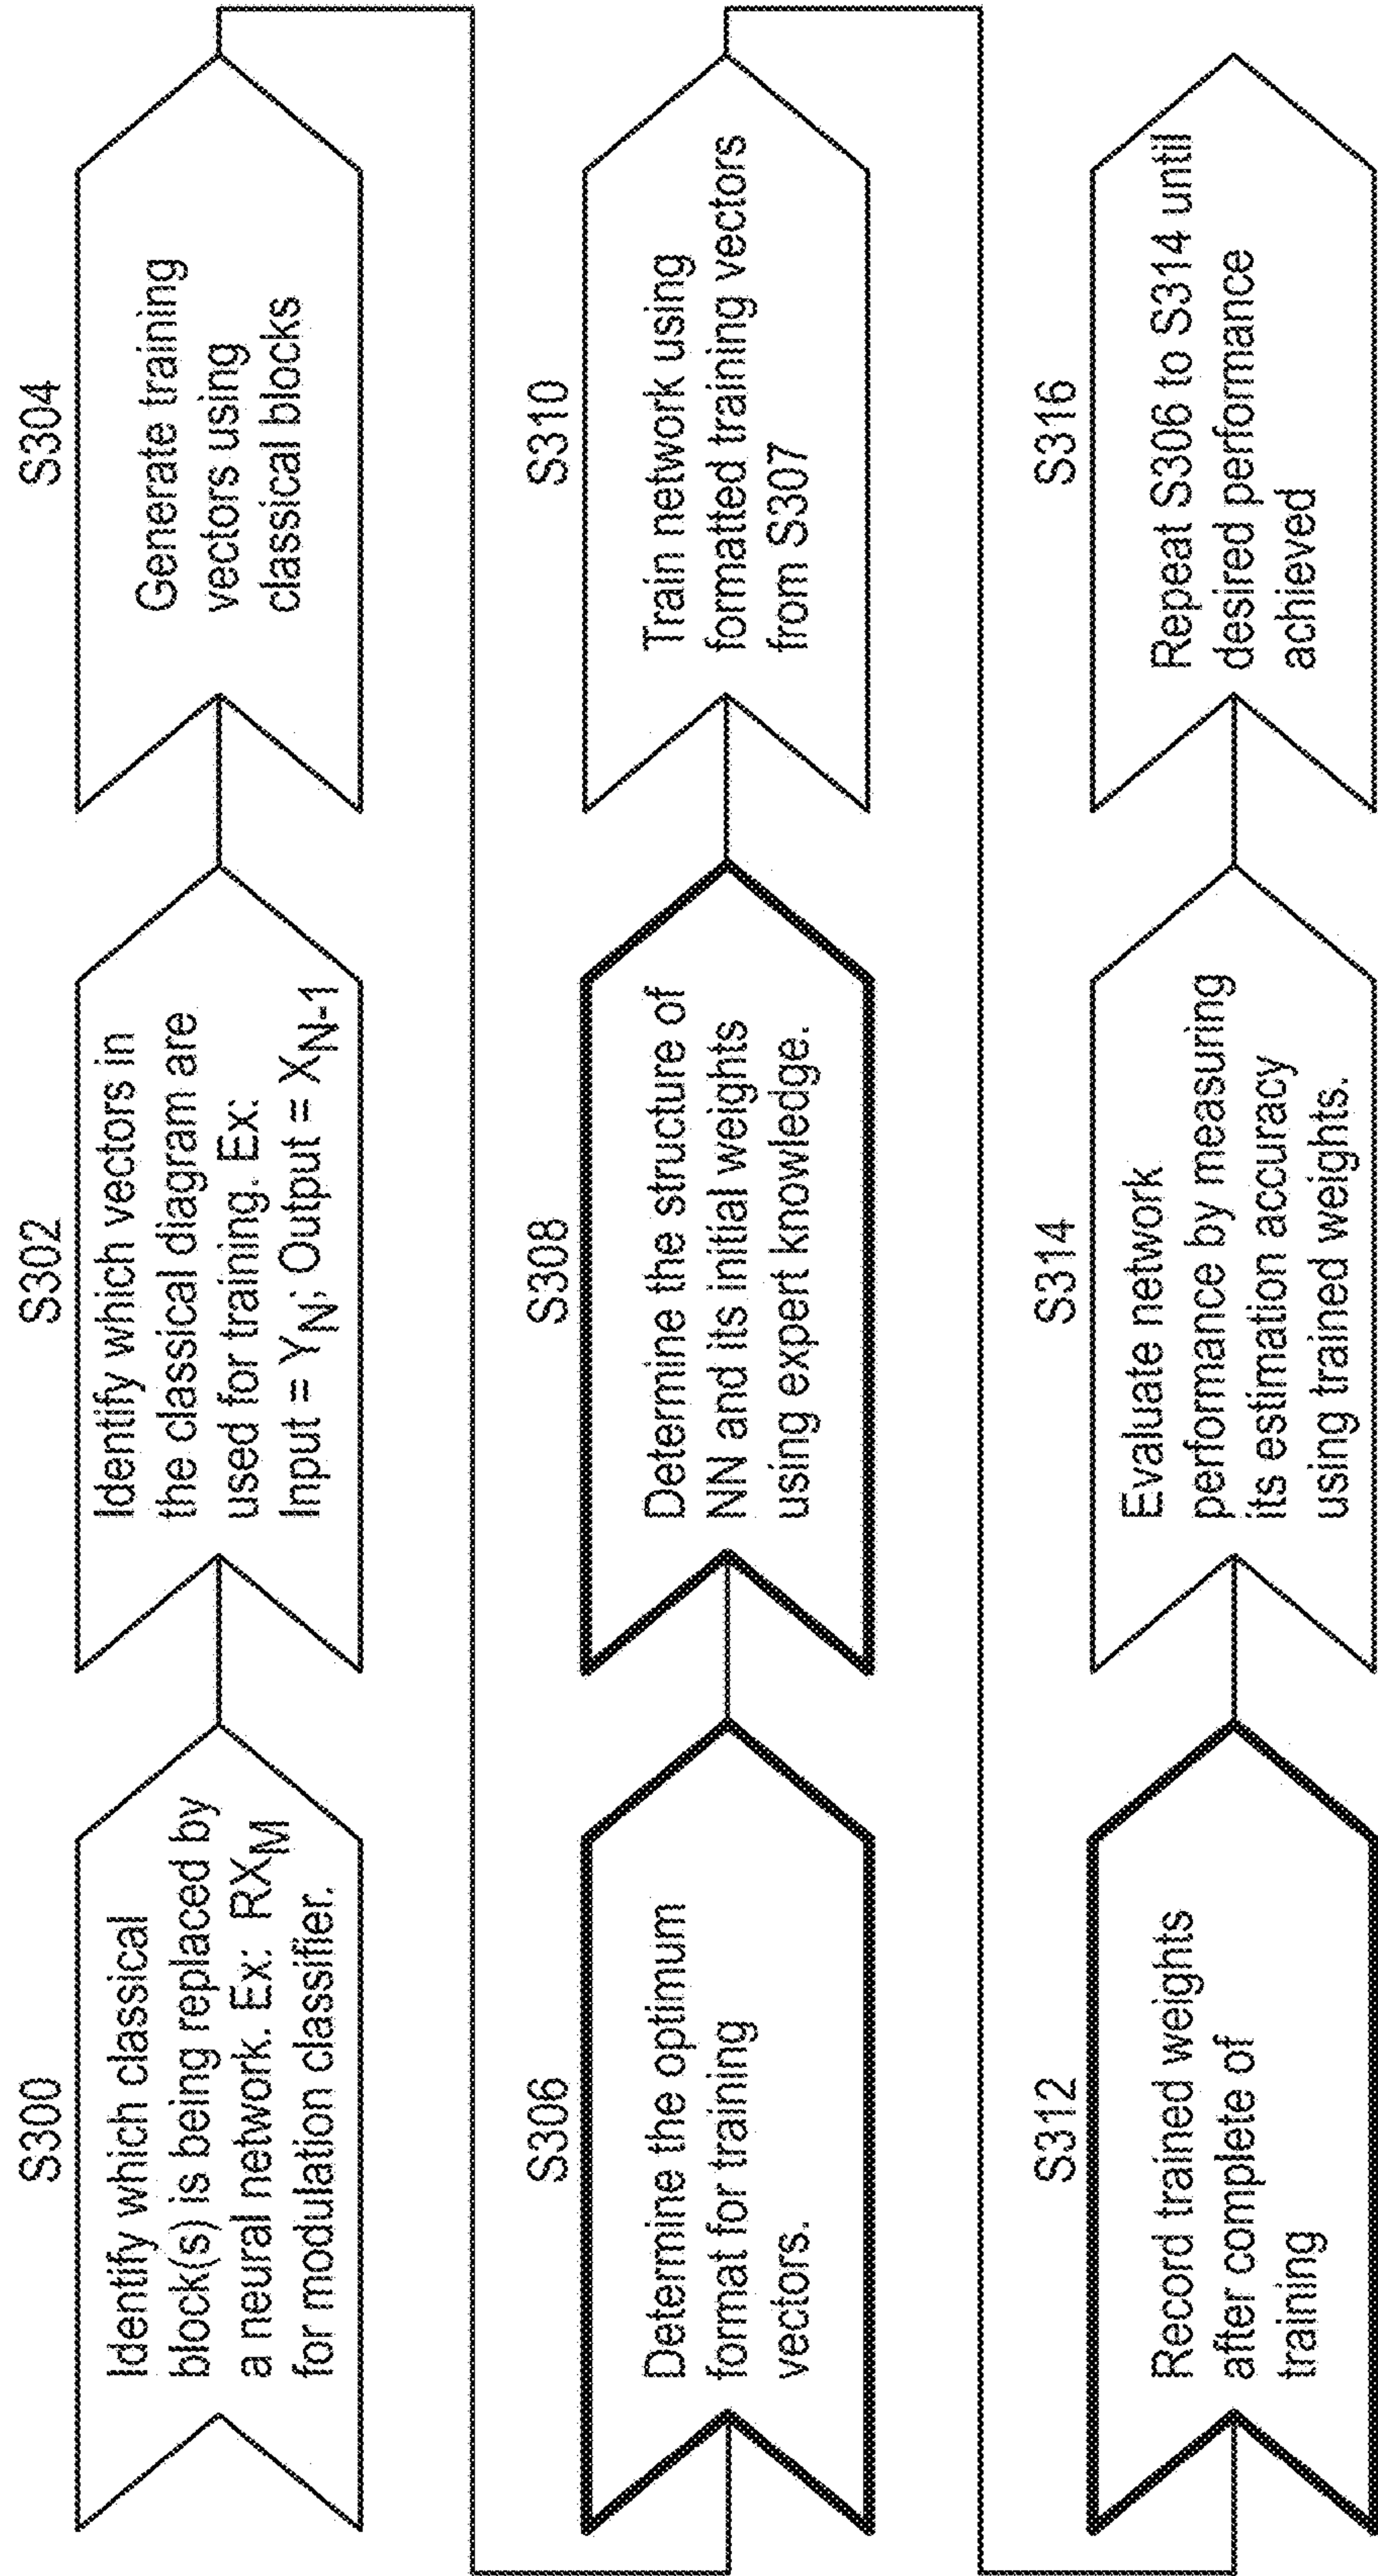 S300
Identify which classical
block(s) is being replaced by
a neural network. Ex: RX_M
for modulation classifier.
S302
Identify which vectors in
the classical diagram are
used for training. Ex:
Input = Y_N; Output = X_N-1
S304
Generate training
vectors using
classical blocks
S306
Determine the optimum
format for training
vectors.
S308
Determine the structure of
NN and its initial weights
using expert knowledge.
S310
Train network using
formatted training vectors
from S307
S312
Record trained weights
after complete of
training
S314
Evaluate network
performance by measuring
its estimation accuracy
using trained weights.
S316
Repeat S306 to S314 until
desired performance
achieved